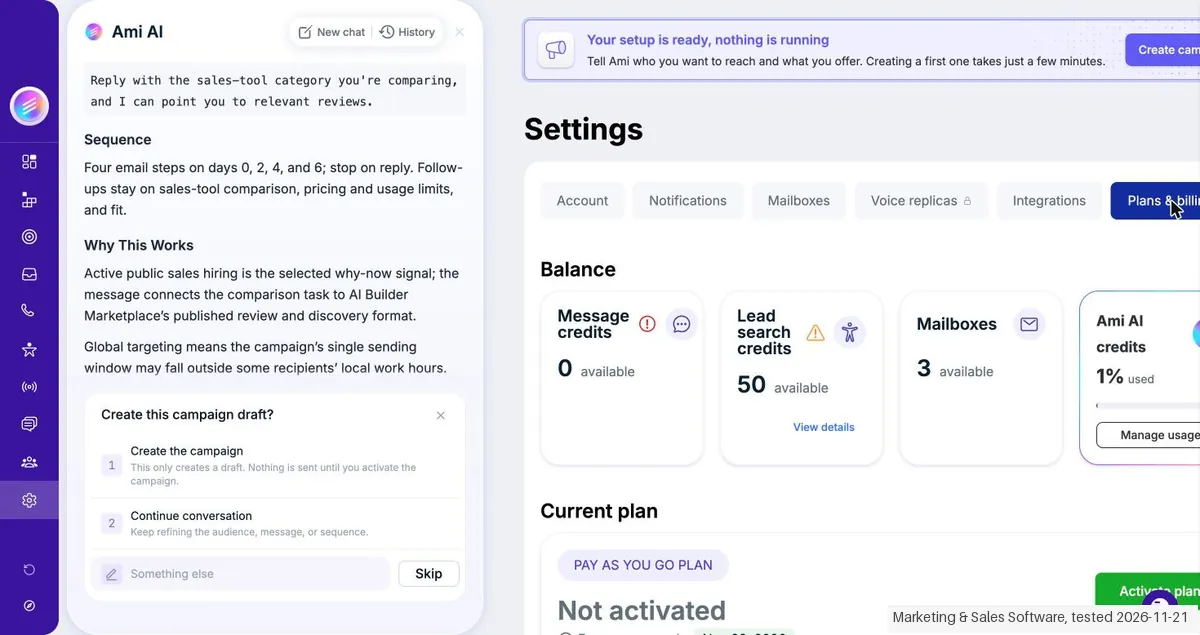 Ami AI
New chat
History
Reply with the sales-tool category you're comparing,
and I can point you to relevant reviews.
Sequence
Four email steps on days 0, 2, 4, and 6; stop on reply. Follow-
ups stay on sales-tool comparison, pricing and usage limits,
and fit.
Why This Works
Active public sales hiring is the selected why-now signal; the
message connects the comparison task to AI Builder
Marketplace’s published review and discovery format.
Global targeting means the campaign’s single sending
window may fall outside some recipients’ local work hours.
Create this campaign draft?
1
Create the campaign
This only creates a draft. Nothing is sent until you activate the
campaign.
2
Continue conversation
Keep refining the audience, message, or sequence.
Something else
Skip
Your setup is ready, nothing is running
Tell Ami who you want to reach and what you offer. Creating a first one takes just a few minutes.
Create cam
Settings
Account
Notifications
Mailboxes
Voice replicas
Integrations
Plans & billi
Balance
Message
credits
0 available
Lead
search
credits
50 available
View details
Mailboxes
3 available
Ami AI
credits
1% used
Manage usage
Current plan
PAY AS YOU GO PLAN
Not activated
Activate plan
Marketing & Sales Software, tested 2026-11-21